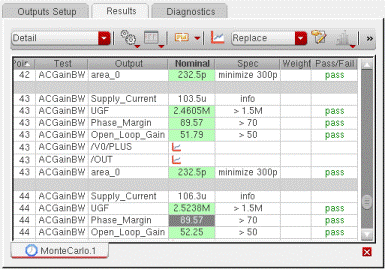 Outputs Setup Results Diagnostics
Detail Replace
Poin Test Output Nominal Spec Weight Pass/Fail
42 ACGainBW area_0 232.5p minimize 300p pass
43 ACGainBW Supply_Current 103.5u info
43 ACGainBW UGF 2.4605M > 1.5M pass
43 ACGainBW Phase_Margin 89.57 > 70 pass
43 ACGainBW Open_Loop_Gain 51.79 > 50 pass
43 ACGainBW /V0/PLUS
43 ACGainBW /OUT
43 ACGainBW area_0 232.5p minimize 300p pass
44 ACGainBW Supply_Current 106.3u info
44 ACGainBW UGF 2.5238M > 1.5M pass
44 ACGainBW Phase_Margin 89.57 > 70 pass
44 ACGainBW Open_Loop_Gain 52.25 > 50 pass
MonteCarlo.1